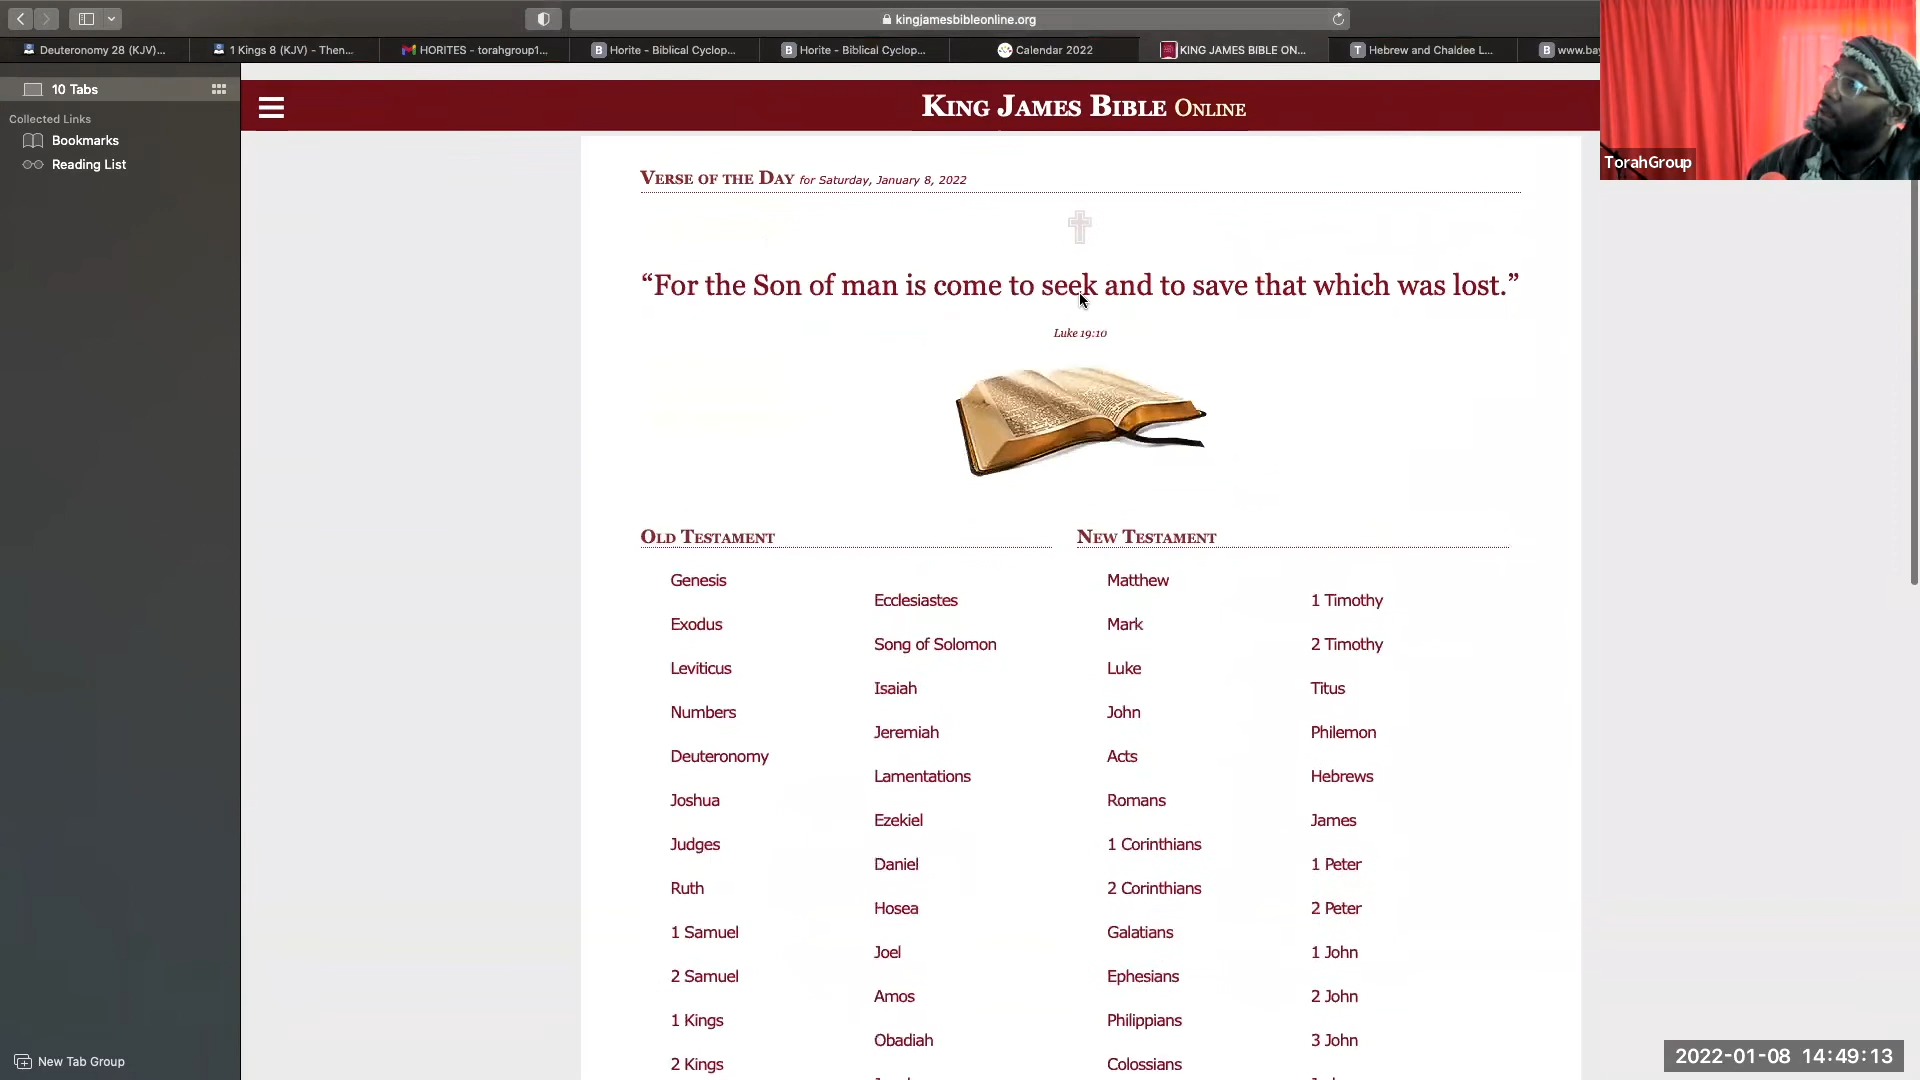 kingjamesbibleonline.org
Deuteronomy 28 (KJV)...
1 Kings 8 (KJV) - Then...
HORITES - torahgroup1...
Horite - Biblical Cyclop...
Horite - Biblical Cyclop...
Calendar 2022
KING JAMES BIBLE ON...
Hebrew and Chaldee L...
10 Tabs
Collected Links
Bookmarks
Reading List
KING JAMES BIBLE ONLINE
TorahGroup
VERSE OF THE DAY for Saturday, January 8, 2022
“For the Son of man is come to seek and to save that which was lost.”
Luke 19:10
OLD TESTAMENT
Genesis
Exodus
Leviticus
Numbers
Deuteronomy
Joshua
Judges
Ruth
1 Samuel
2 Samuel
1 Kings
2 Kings
Ecclesiastes
Song of Solomon
Isaiah
Jeremiah
Lamentations
Ezekiel
Daniel
Hosea
Joel
Amos
Obadiah
NEW TESTAMENT
Matthew
Mark
Luke
John
Acts
Romans
1 Corinthians
2 Corinthians
Galatians
Ephesians
Philippians
Colossians
1 Timothy
2 Timothy
Titus
Philemon
Hebrews
James
1 Peter
2 Peter
1 John
2 John
3 John
New Tab Group
2022-01-08 14:49:13